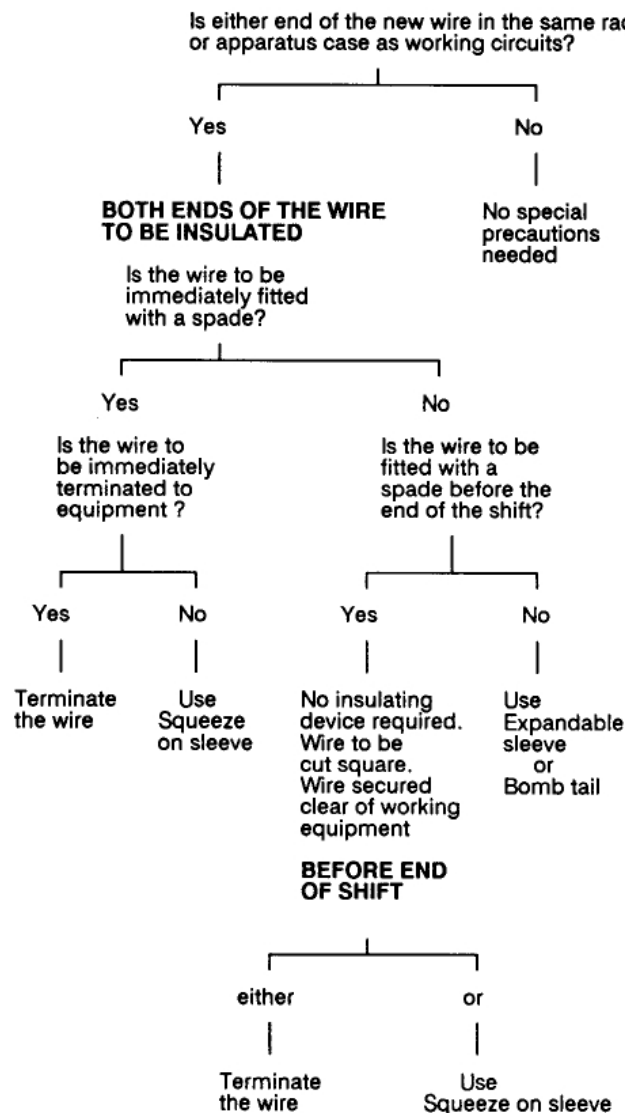 Is either end of the new wire in the same
or apparatus case as working circuits?
Yes
No
BOTH ENDS OF THE WIRE
TO BE INSULATED
No special
precautions
needed
Is the wire to be
immediately fitted
with a spade?
Yes
No
Is the wire to
be immediately
terminated to
equipment ?
Is the wire to be
fitted with a
spade before the
end of the shift?
Yes
No
Yes
No
Terminate
the wire
Use
Squeeze
on sleeve
No insulating
device required.
Wire to be
cut square.
Wire secured
clear of working
equipment
Use
Expandable
sleeve
or
Bomb tail
BEFORE END
OF SHIFT
either
or
Terminate
the wire
Use
Squeeze on sleeve